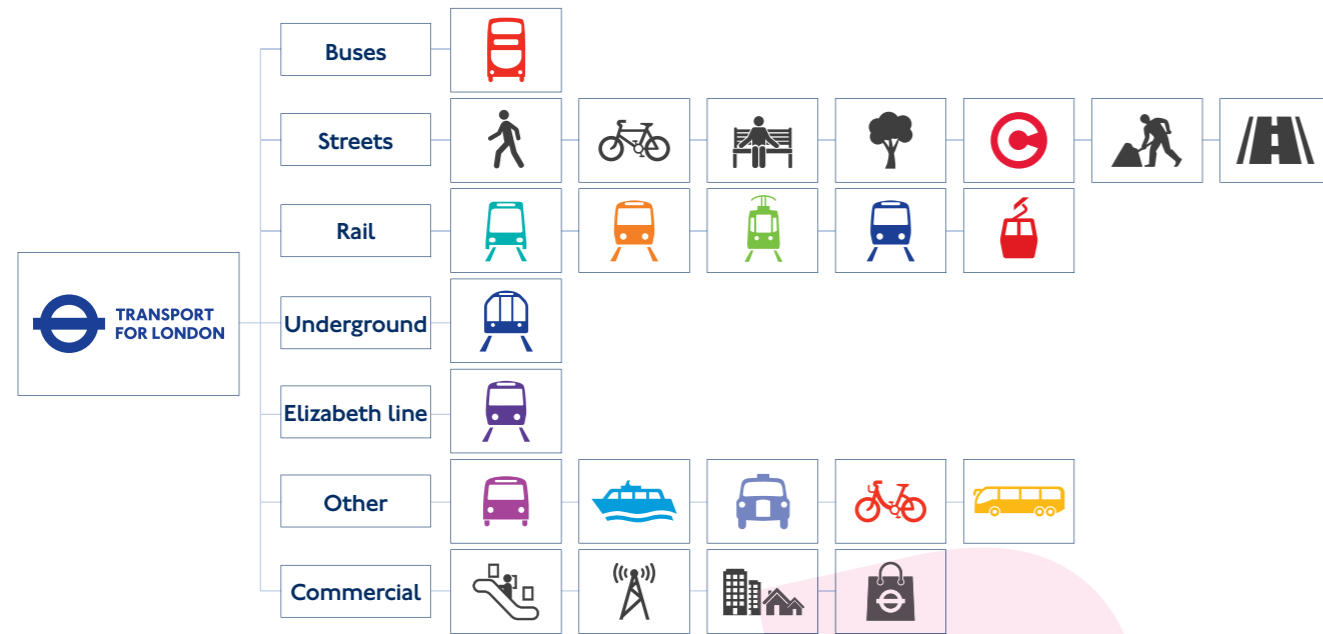 Buses
Streets
Rail
TRANSPORT
FOR LONDON
Underground
Elizabeth line
Other
Commercial